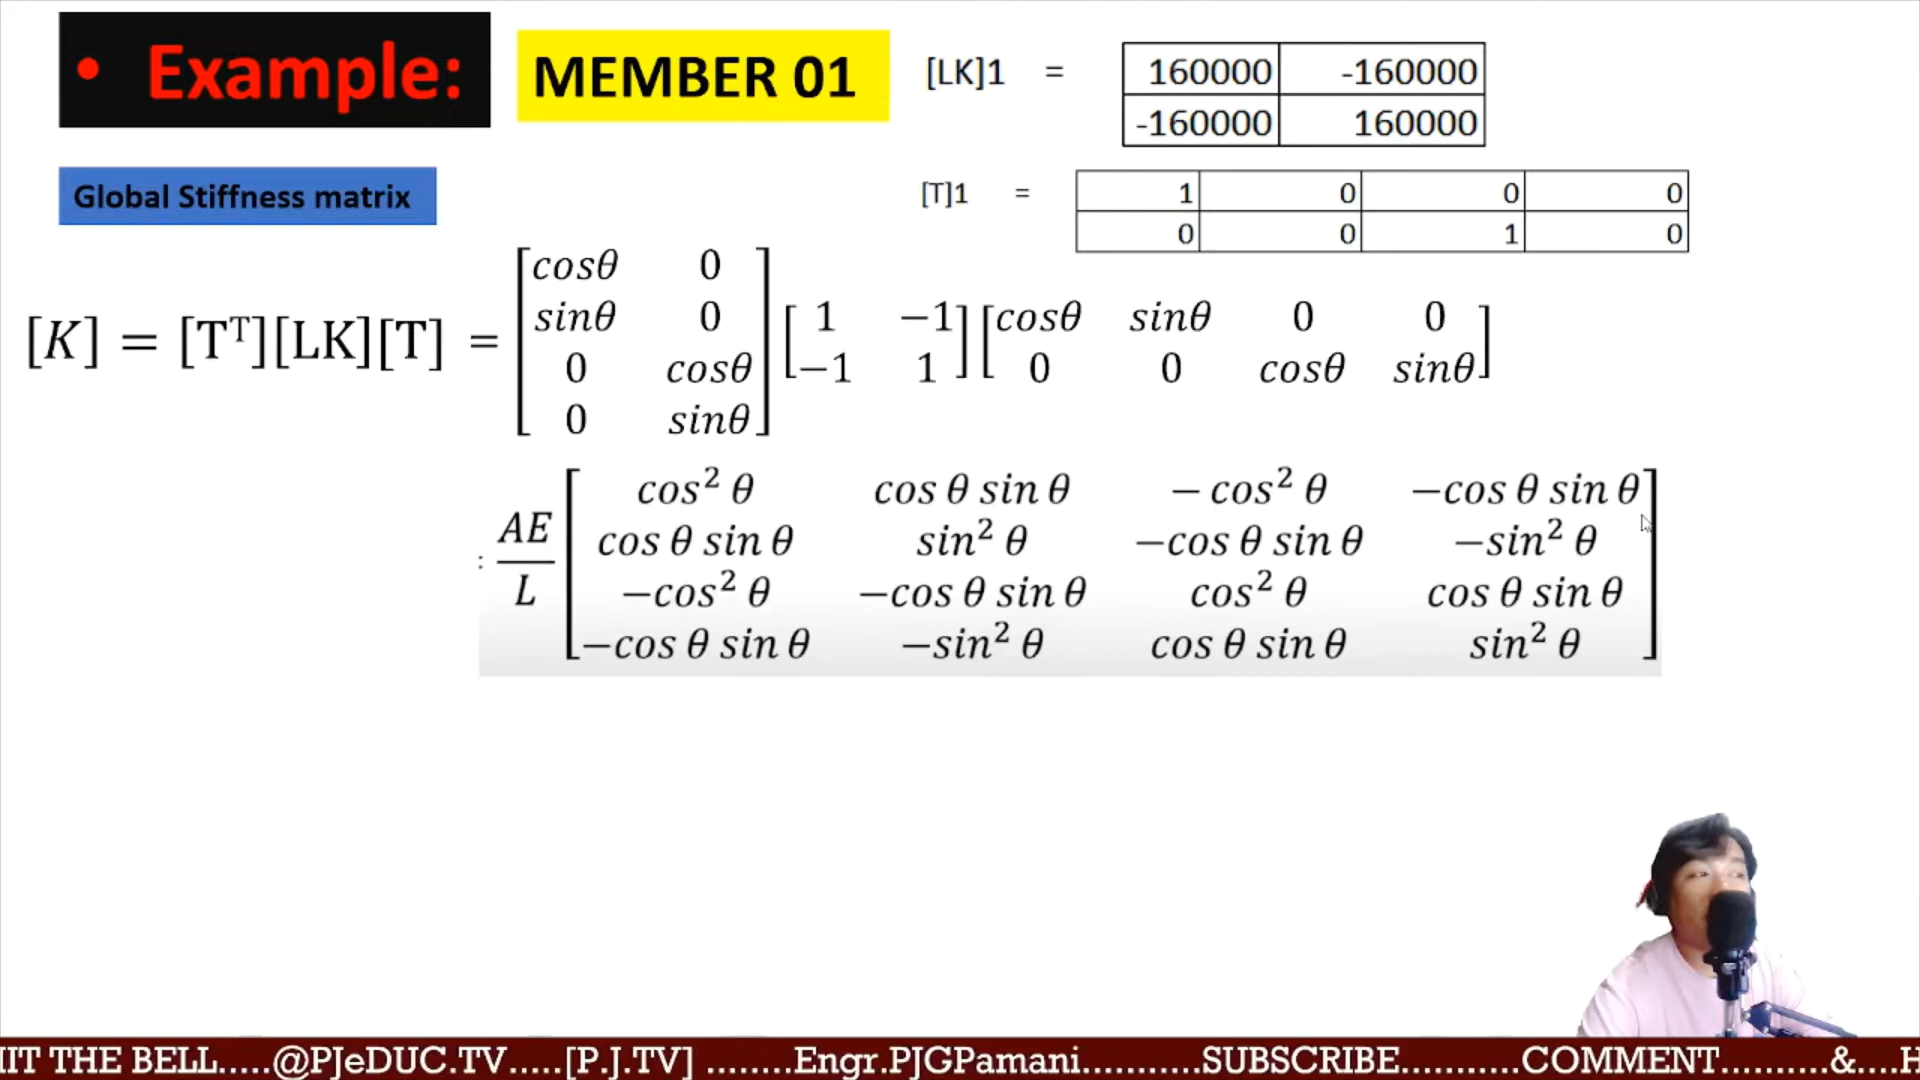 • Example:
MEMBER 01
[LK]1 =
160000 -160000
-160000 160000
Global Stiffness matrix
[T]1 =
1 0 0 0
0 0 1 0
[K] = [Tᵀ][LK][T] =
cosθ 0
sinθ 0
0 cosθ
0 sinθ
1 −1
−1 1
cosθ sinθ 0 0
0 0 cosθ sinθ
: AE/L
cos² θ cos θ sin θ − cos² θ −cos θ sin θ
cos θ sin θ sin² θ −cos θ sin θ −sin² θ
−cos² θ −cos θ sin θ cos² θ cos θ sin θ
−cos θ sin θ −sin² θ cos θ sin θ sin² θ
HIT THE BELL.....@PJeDUC.TV.....[P.J.TV] ........Engr.PJGPamani............SUBSCRIBE...........COMMENT..........&....H